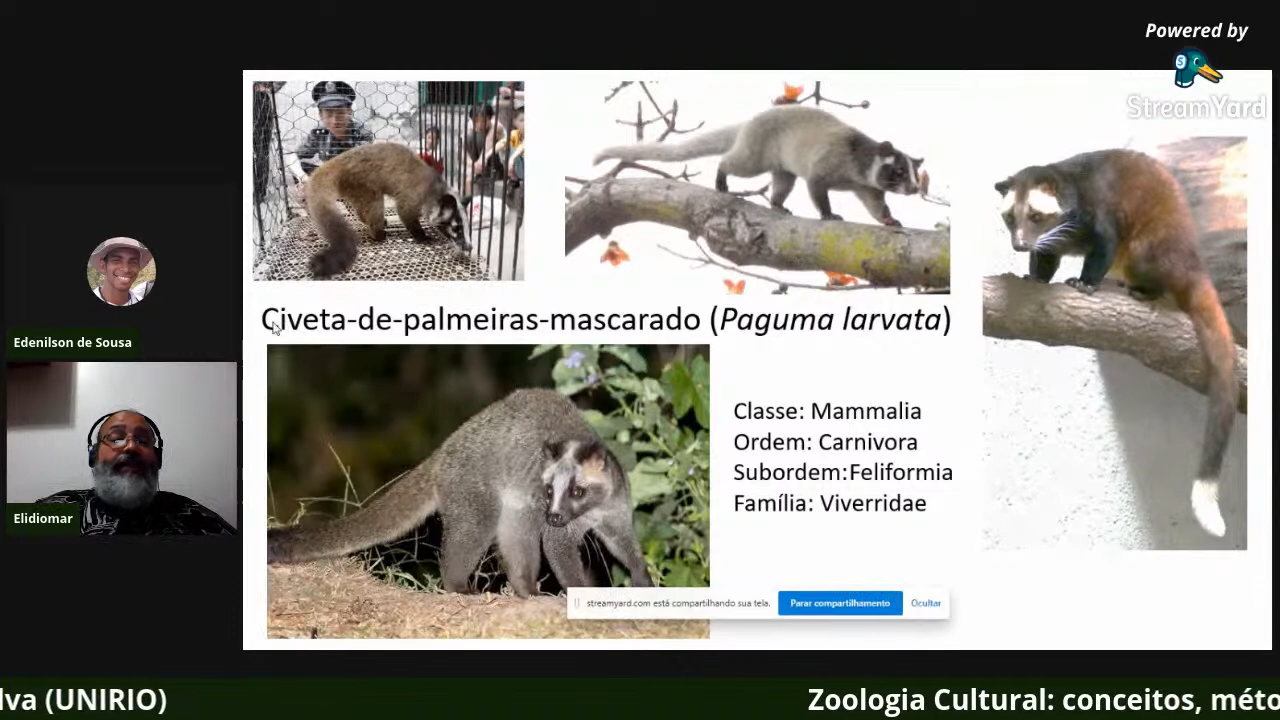 Powered by
StreamYard
Civeta-de-palmeiras-mascarado (Paguma larvata)
Edenilson de Sousa
Classe: Mammalia
Ordem: Carnivora
Subordem:Feliformia
Família: Viverridae
Elidiomar
streamyard.com está compartilhando sua tela.
Parar compartilhamento
Ocultar
lva (UNIRIO)
Zoologia Cultural: conceitos, méto